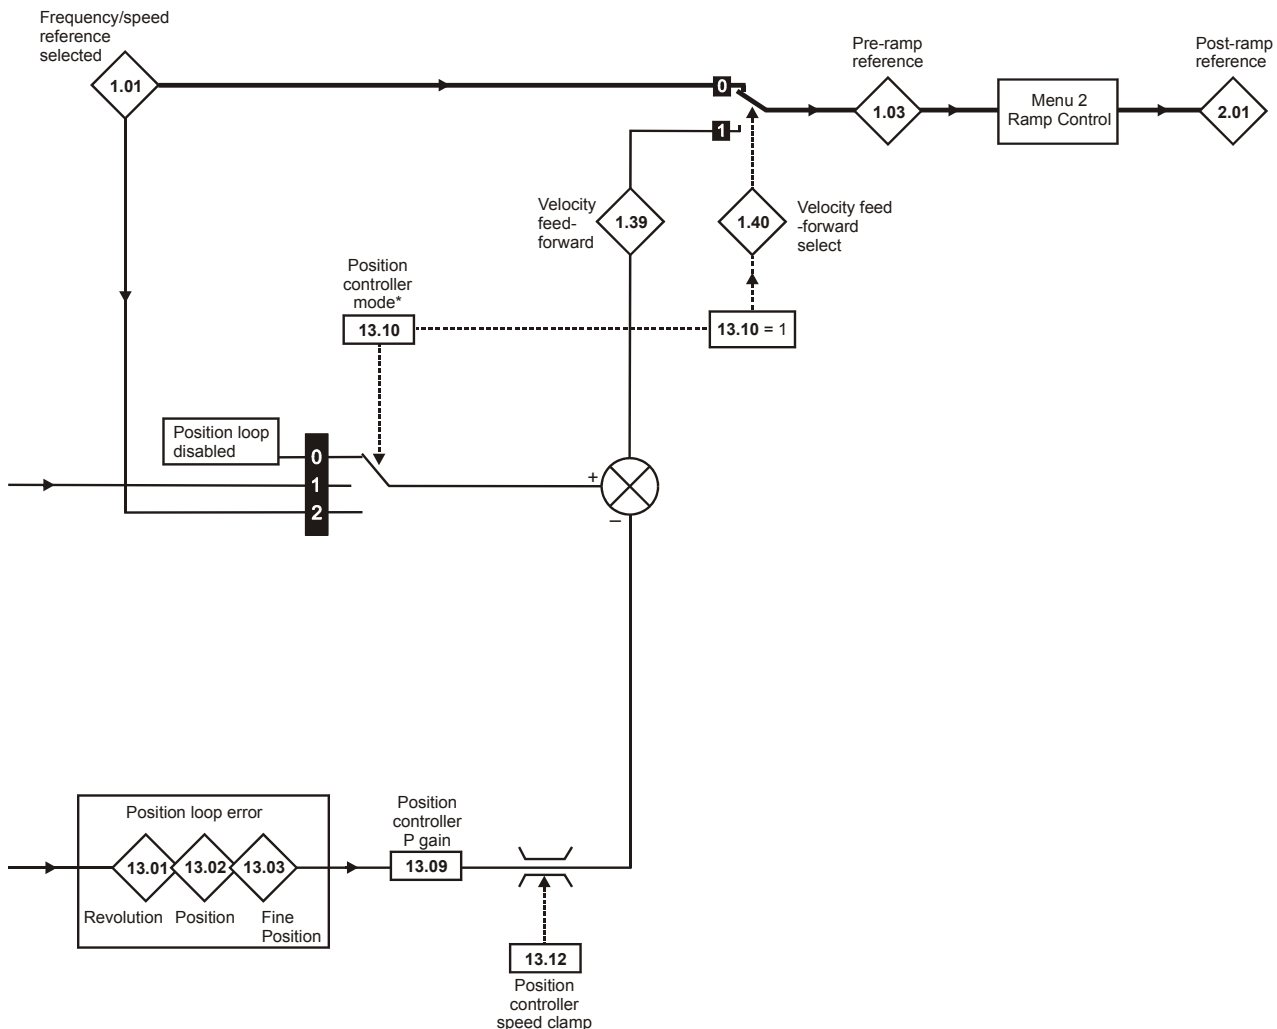 Frequency/speed
reference
selected
1.01
0
Pre-ramp
reference
1.03
Menu 2
Ramp Control
Post-ramp
reference
2.01
1
Velocity
feed-
forward
1.39
1.40
Velocity feed
-forward
select
Position
controller
mode*
13.10
13.10 = 1
Position loop
disabled
0
1
2
+
–
Position loop error
13.01
13.02
13.03
Revolution
Position
Fine
Position
Position
controller
P gain
13.09
13.12
Position
controller
speed clamp